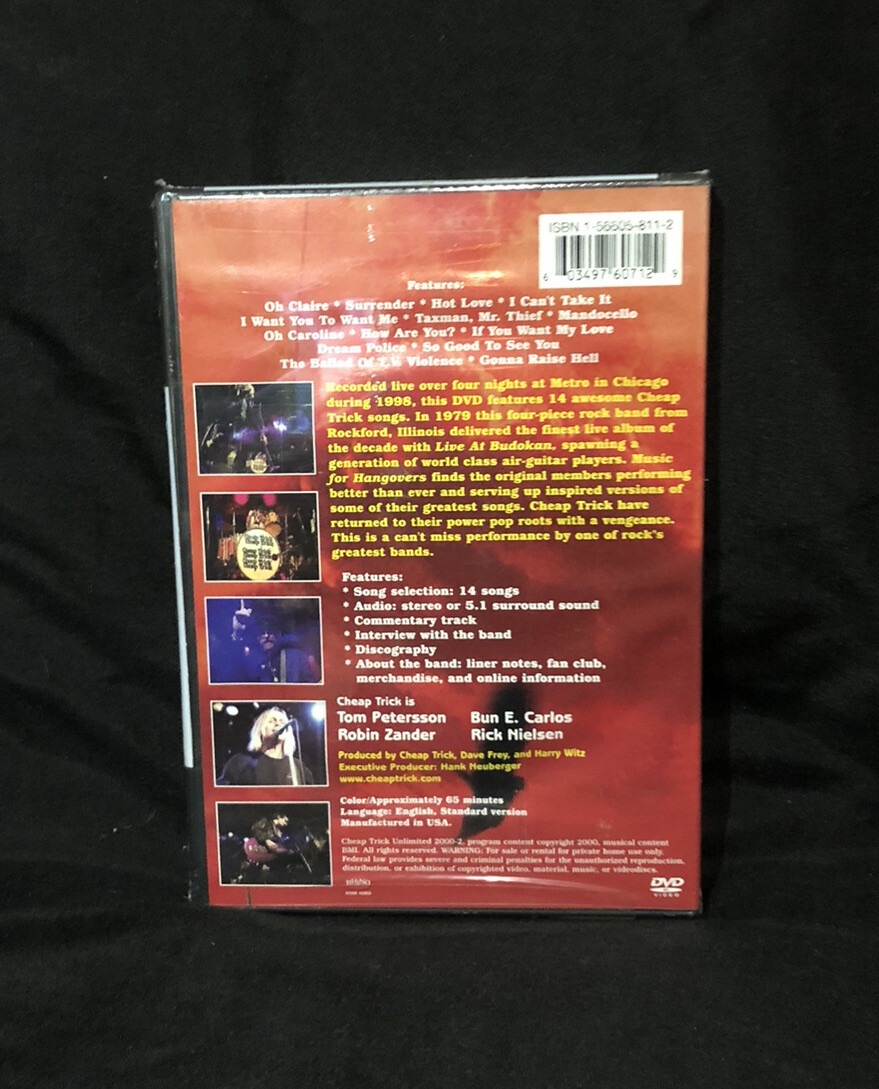 ISBN 1-56605-811-2
6 03497-60712 9
Features:
Oh Claire * Surrender * Hot Love * I Can't Take It
I Want You To Want Me * Taxman, Mr. Thief * Mandocello
Oh Caroline * How Are You? * If You Want My Love
Dream Police * So Good To See You
The Ballad Of T.V. Violence * Gonna Raise Hell
Recorded live over four nights at Metro in Chicago
during 1998, this DVD features 14 awesome Cheap
Trick songs. In 1979 this four-piece rock band from
Rockford, Illinois delivered the finest live album of
the decade with Live At Budokan, spawning a
generation of world class air-guitar players. Music
for Hangovers finds the original members performing
better than ever and serving up inspired versions of
some of their greatest songs. Cheap Trick have
returned to their power pop roots with a vengeance.
This is a can't miss performance by one of rock's
greatest bands.
Features:
* Song selection: 14 songs
* Audio: stereo or 5.1 surround sound
* Commentary track
* Interview with the band
* Discography
* About the band: liner notes, fan club,
merchandise, and online information
Cheap Trick is
Tom Petersson Bun E. Carlos
Robin Zander Rick Nielsen
Produced by Cheap Trick, Dave Frey, and Harry Witz
Executive Producer: Hank Neuberger
www.cheaptrick.com
Color/Approximately 65 minutes
Language: English, Standard version
Manufactured in USA.
Cheap Trick Unlimited 2000-2, program content copyright 2000, musical content
BMI. All rights reserved. WARNING: For sale or rental for private home use only.
Federal law provides severe and criminal penalties for the unauthorized reproduction,
distribution, or exhibition of copyrighted video, material, music, or videodiscs.
RHINO
DVD
VIDEO